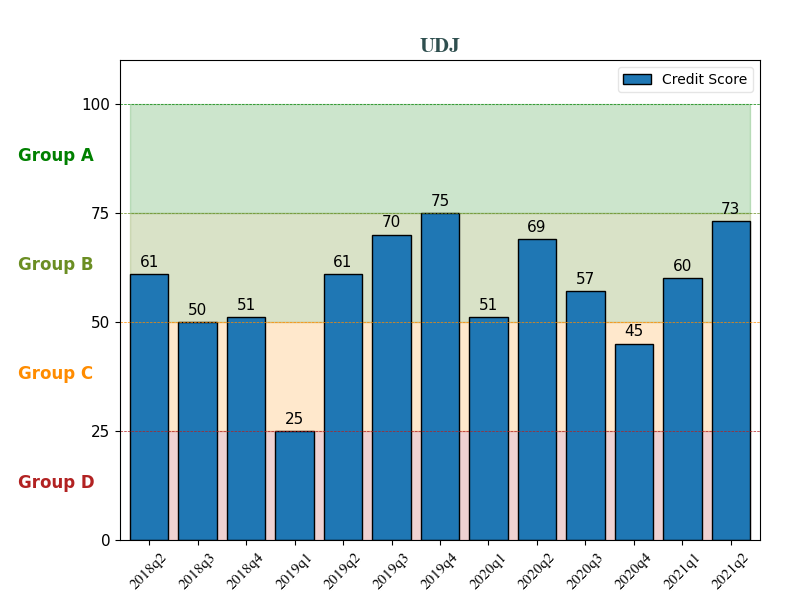 UDJ
Credit Score
100
Group A
75
75
73
70
69
Group B
61
61
60
57
50
51
51
50
45
Group C
25
25
Group D
0
2018q2
2018q3
2018q4
2019q1
2019q2
2019q3
2019q4
2020q1
2020q2
2020q3
2020q4
2021q1
2021q2